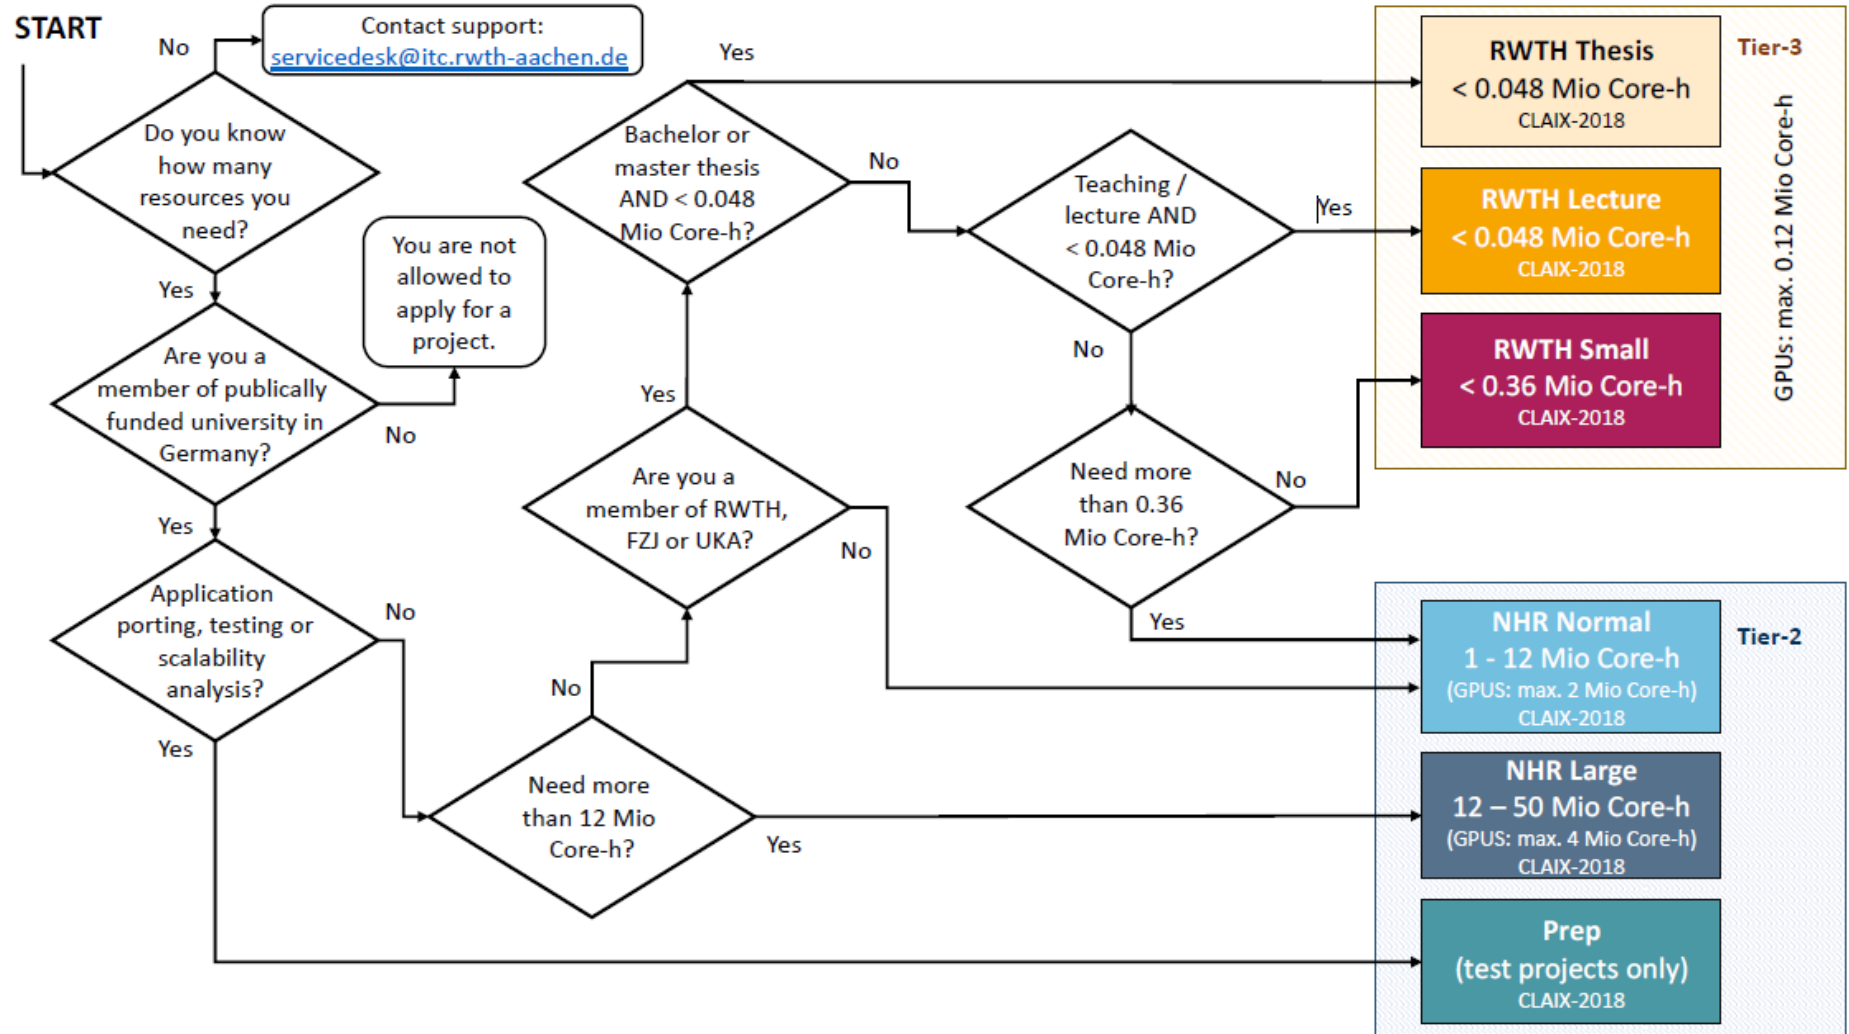 START
No
Contact support:
servicedesk@itc.rwth-aachen.de
Do you know
how many
resources you
need?
Yes
Are you a
member of publically
funded university in
Germany?
No
You are not
allowed to
apply for a
project.
Yes
Application
porting, testing or
scalability
analysis?
No
Yes
Need more
than 12 Mio
Core-h?
No
Yes
Are you a
member of RWTH,
FZJ or UKA?
Yes
No
Bachelor or
master thesis
AND < 0.048
Mio Core-h?
Yes
No
Teaching /
lecture AND
< 0.048 Mio
Core-h?
Yes
No
Need more
than 0.36
Mio Core-h?
No
Yes
RWTH Thesis
< 0.048 Mio Core-h
CLAIX-2018
Tier-3
RWTH Lecture
< 0.048 Mio Core-h
CLAIX-2018
RWTH Small
< 0.36 Mio Core-h
CLAIX-2018
GPUs: max. 0.12 Mio Core-h
NHR Normal
1 - 12 Mio Core-h
(GPUS: max. 2 Mio Core-h)
CLAIX-2018
Tier-2
NHR Large
12 – 50 Mio Core-h
(GPUS: max. 4 Mio Core-h)
CLAIX-2018
Prep
(test projects only)
CLAIX-2018